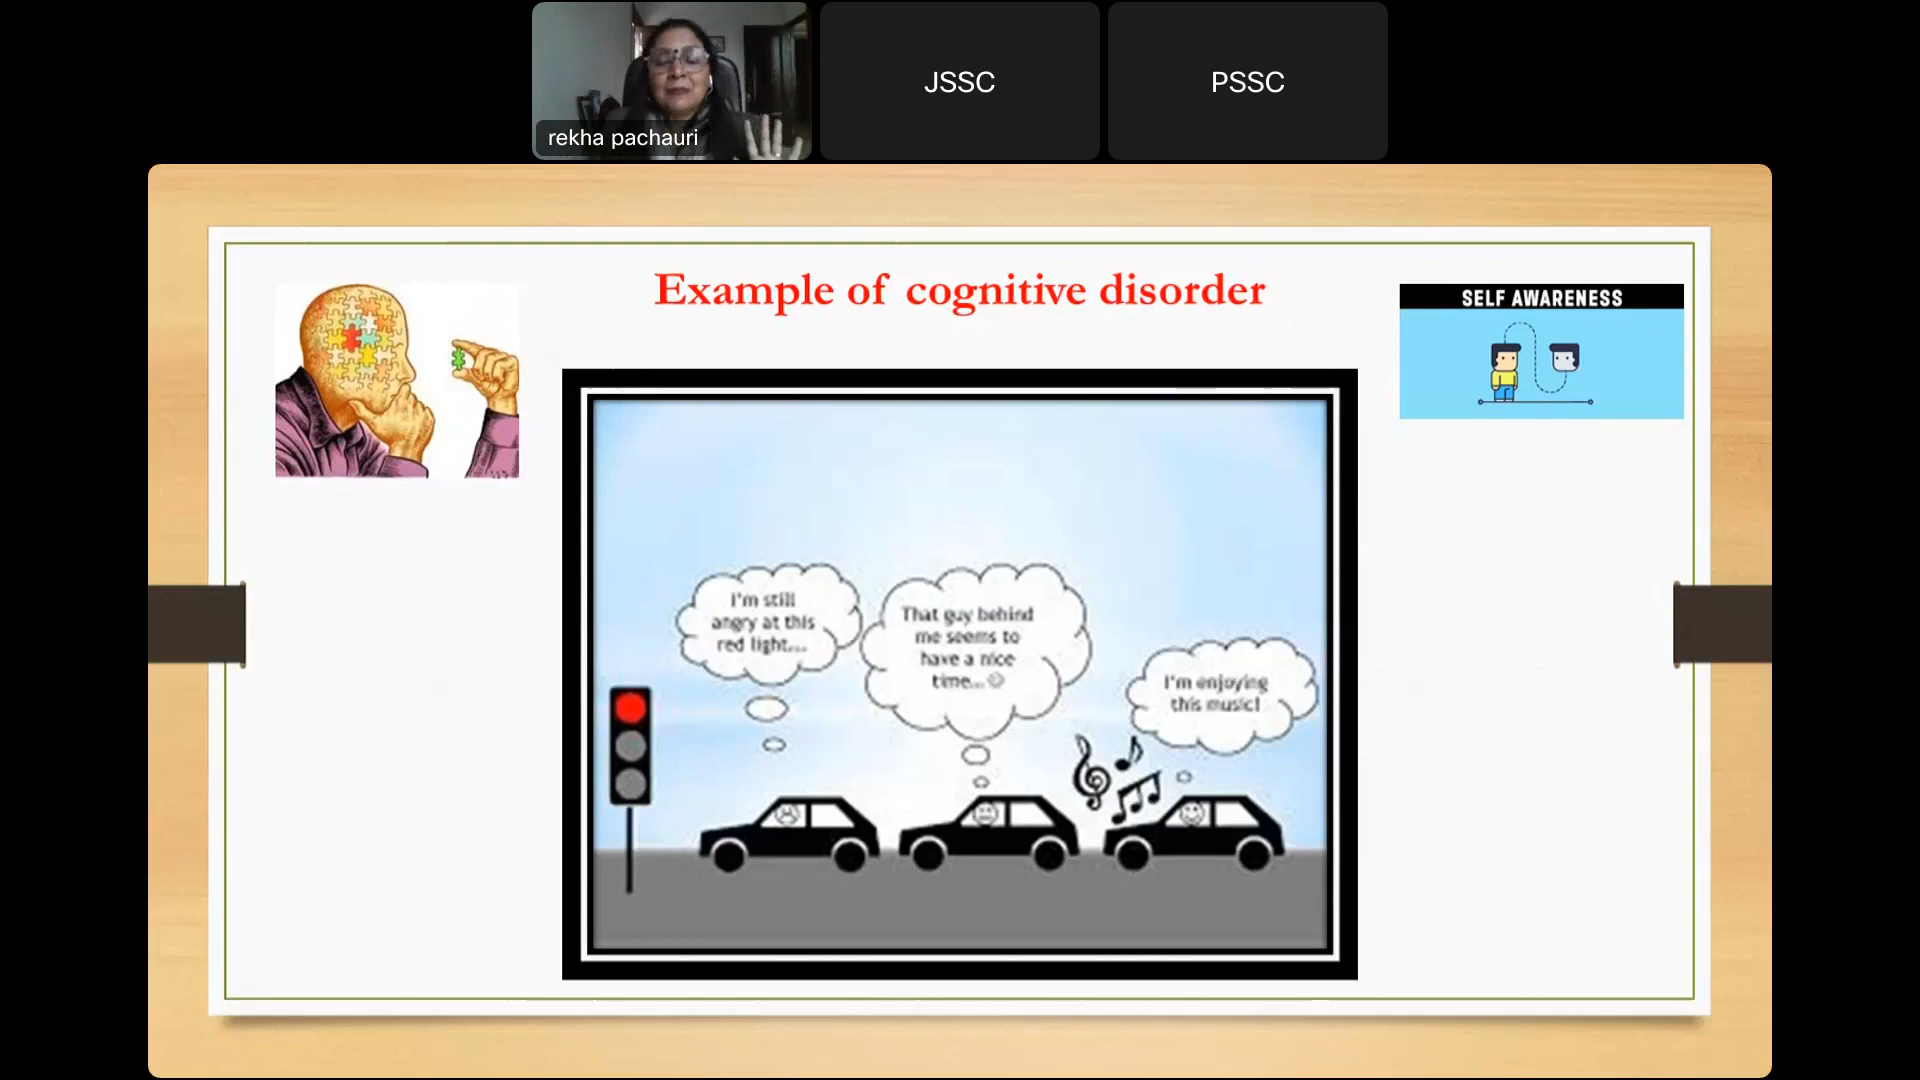 JSSC
PSSC
rekha pachauri
Example of cognitive disorder
SELF AWARENESS
I'm still
angry at this
red light....
That guy behind
me seems to
have a nice
time...☺
I'm enjoying
this music!